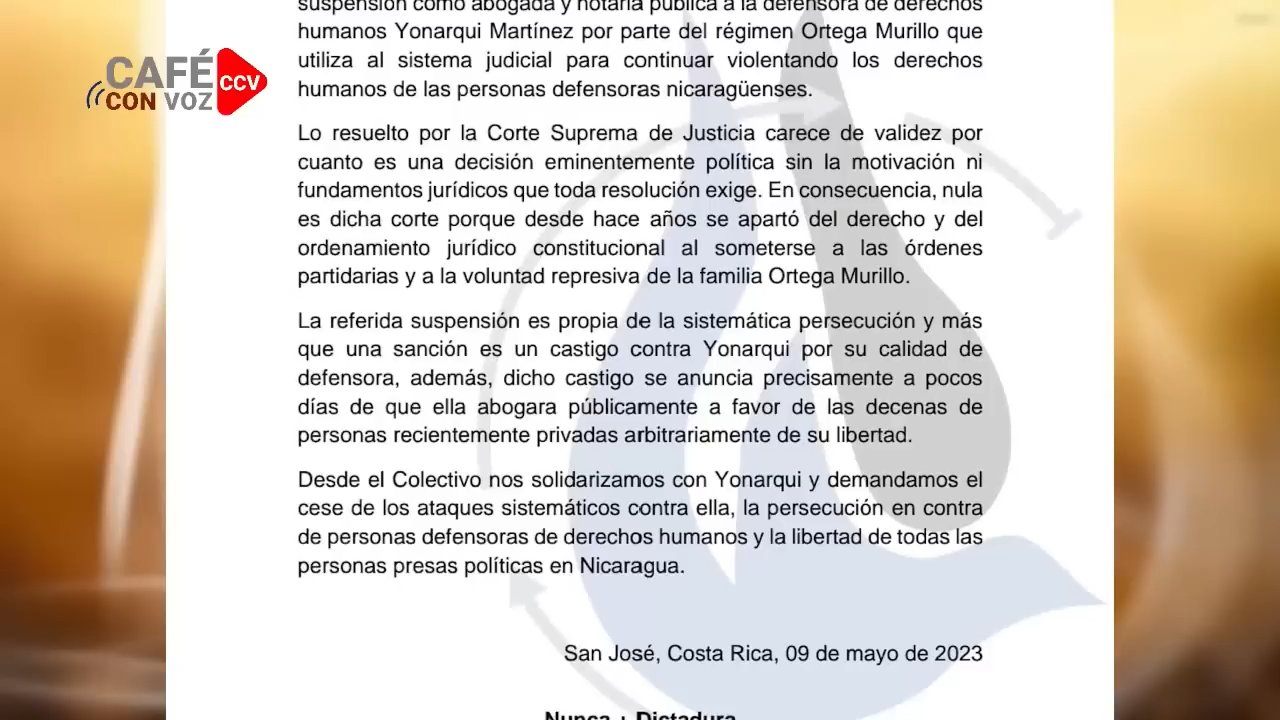 suspensión como abogada y notaria pública a la defensora de derechos
humanos Yonarqui Martínez por parte del régimen Ortega Murillo que
utiliza al sistema judicial para continuar violentando los derechos
humanos de las personas defensoras nicaragüenses.
CAFÉ
CON VOZ
CCV
Lo resuelto por la Corte Suprema de Justicia carece de validez por
cuanto es una decisión eminentemente política sin la motivación ni
fundamentos jurídicos que toda resolución exige. En consecuencia, nula
es dicha corte porque desde hace años se apartó del derecho y del
ordenamiento jurídico constitucional al someterse a las órdenes
partidarias y a la voluntad represiva de la familia Ortega Murillo.
La referida suspensión es propia de la sistemática persecución y más
que una sanción es un castigo contra Yonarqui por su calidad de
defensora, además, dicho castigo se anuncia precisamente a pocos
días de que ella abogara públicamente a favor de las decenas de
personas recientemente privadas arbitrariamente de su libertad.
Desde el Colectivo nos solidarizamos con Yonarqui y demandamos el
cese de los ataques sistemáticos contra ella, la persecución en contra
de personas defensoras de derechos humanos y la libertad de todas las
personas presas políticas en Nicaragua.
San José, Costa Rica, 09 de mayo de 2023
Nunca + Dictadura